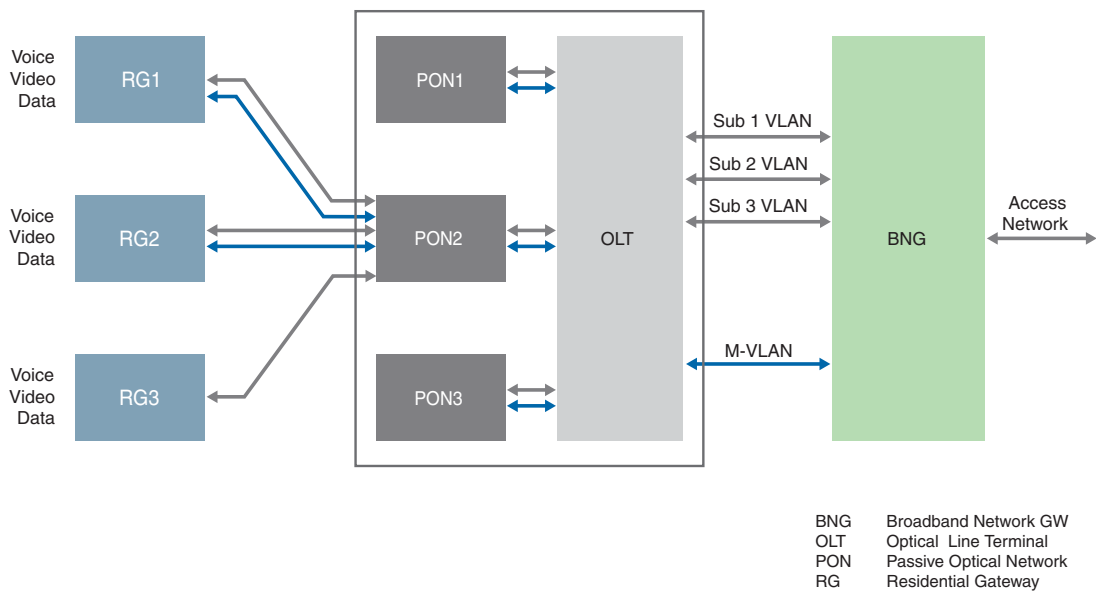 Voice
Video
Data
RG1
PON1
Sub 1 VLAN
Sub 2 VLAN
Sub 3 VLAN
Voice
Video
Data
RG2
PON2
OLT
BNG
Access
Network
M-VLAN
Voice
Video
Data
RG3
PON3
BNG Broadband Network GW
OLT Optical Line Terminal
PON Passive Optical Network
RG Residential Gateway